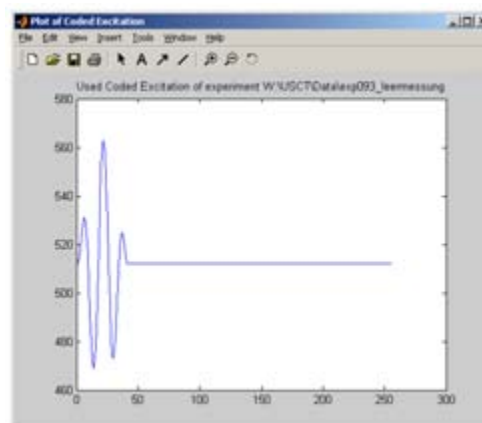 Plot of Coded Excitation
File Edit View Insert Tools Window Help
A
Used Coded Excitation of experiment W:\USCT\Data\exp093_leermessung
580
560
540
520
500
480
460
0 50 100 150 200 250 300